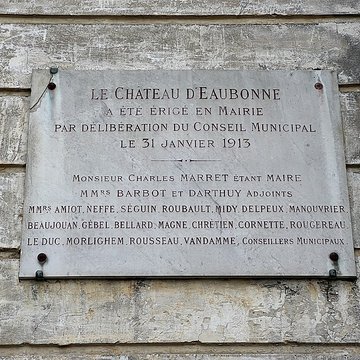 LE CHÂTEAU D'EAUBONNE
A ÉTÉ ÉRIGÉ EN MAIRIE
PAR DÉLIBÉRATION DU CONSEIL MUNICIPAL
LE 31 JANVIER 1913
MONSIEUR CHARLES MARRET ÉTANT MAIRE
MMRS BARBOT ET DARTHUY ADJOINTS
MMRS AMIOT, NEFFE, SÉGUIN, ROUBAULT, MIDY, DELPEUX, MANOUVRIER,
BEAUJOUAN, GÉBEL, BELLARD, MAGNE, CHRÉTIEN, CORNETTE, ROUGEREAU,
LE DUC, MORLIGHEM, ROUSSEAU, VANDAMME, CONSEILLERS MUNICIPAUX.